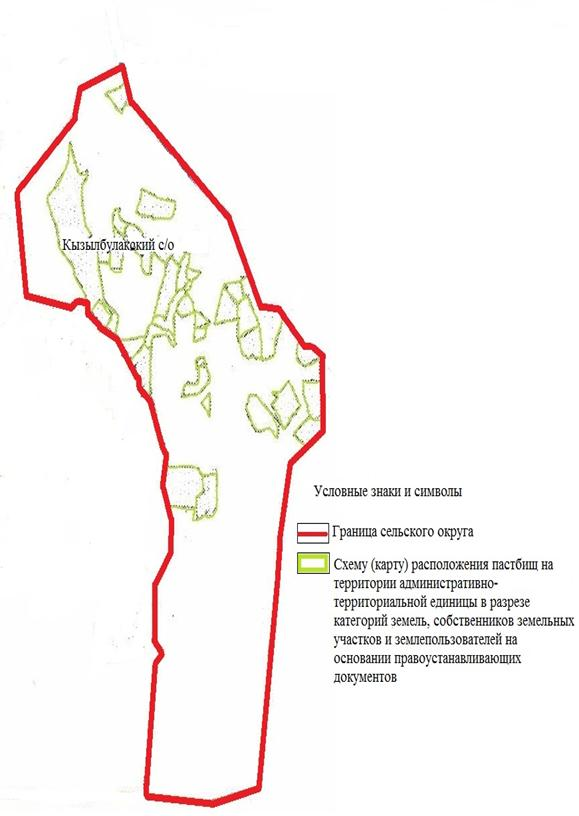 Кызылбулакский с/о
Условные знаки и символы
Граница сельского округа
Схему (карту) расположения пастбищ на
территории административно-
территориальной единицы в разрезе
категорий земель, собственников земельных
участков и землепользователей на
основании правоустанавливающих
документов